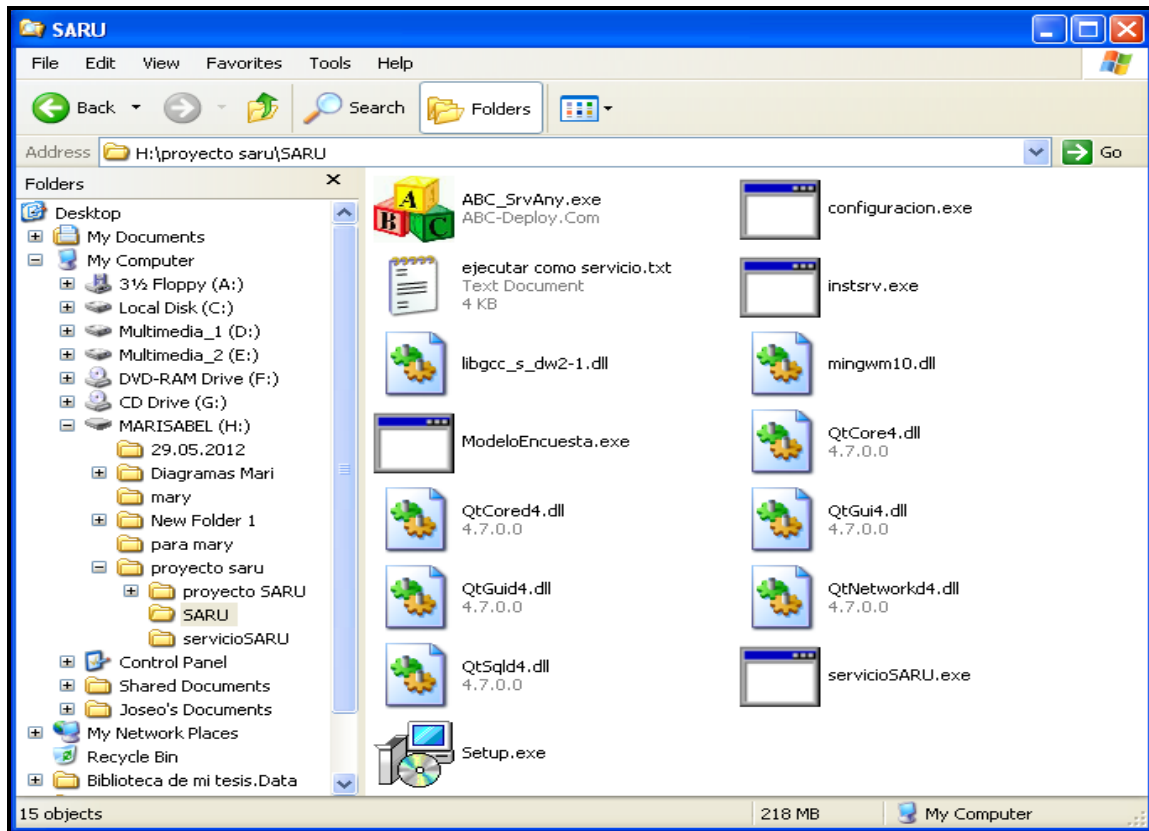 SARU
File Edit View Favorites Tools Help
Back Search Folders
Address H:\proyecto saru\SARU Go
Folders
Desktop
My Documents
My Computer
3½ Floppy (A:)
Local Disk (C:)
Multimedia_1 (D:)
Multimedia_2 (E:)
DVD-RAM Drive (F:)
CD Drive (G:)
MARISABEL (H:)
29.05.2012
Diagramas Mari
mary
New Folder 1
para mary
proyecto saru
proyecto SARU
SARU
servicioSARU
Control Panel
Shared Documents
Joseo's Documents
My Network Places
Recycle Bin
Biblioteca de mi tesis.Data
A B C
ABC_SrvAny.exe
ABC-Deploy.Com
configuracion.exe
ejecutar como servicio.txt
Text Document
4 KB
instsrv.exe
libgcc_s_dw2-1.dll
mingwm10.dll
ModeloEncuesta.exe
QtCore4.dll
4.7.0.0
QtCored4.dll
4.7.0.0
QtGui4.dll
4.7.0.0
QtGuid4.dll
4.7.0.0
QtNetworkd4.dll
4.7.0.0
QtSqld4.dll
4.7.0.0
servicioSARU.exe
Setup.exe
15 objects 218 MB My Computer